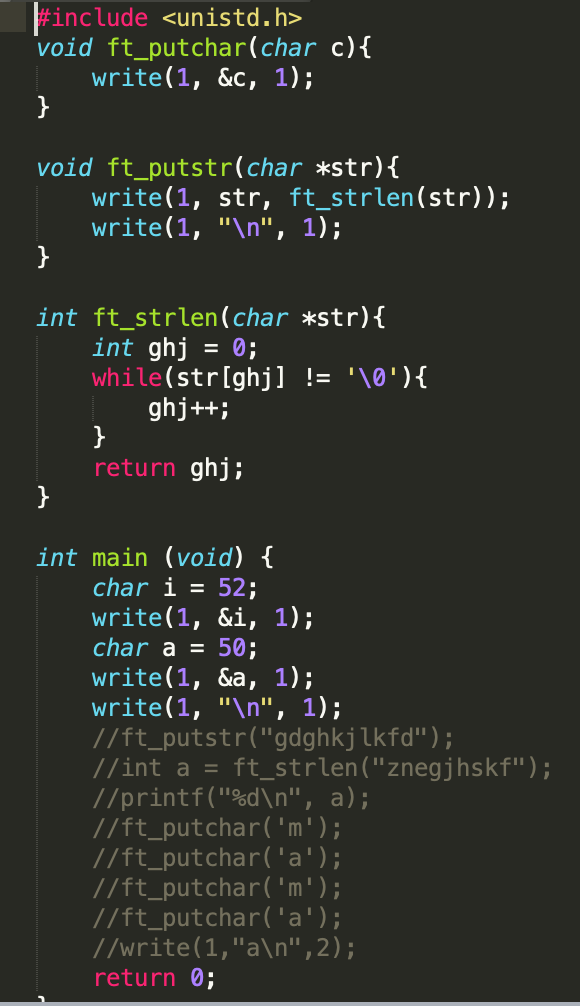 #include <unistd.h>
void ft_putchar(char c){
    write(1, &c, 1);
}

void ft_putstr(char *str){
    write(1, str, ft_strlen(str));
    write(1, "\n", 1);
}

int ft_strlen(char *str){
    int ghj = 0;
    while(str[ghj] != '\0'){
        ghj++;
    }
    return ghj;
}

int main (void) {
    char i = 52;
    write(1, &i, 1);
    char a = 50;
    write(1, &a, 1);
    write(1, "\n", 1);
    //ft_putstr("gdghkjlkfd");
    //int a = ft_strlen("znegjhskf");
    //printf("%d\n", a);
    //ft_putchar('m');
    //ft_putchar('a');
    //ft_putchar('m');
    //ft_putchar('a');
    //write(1,"a\n",2);
    return 0;
}